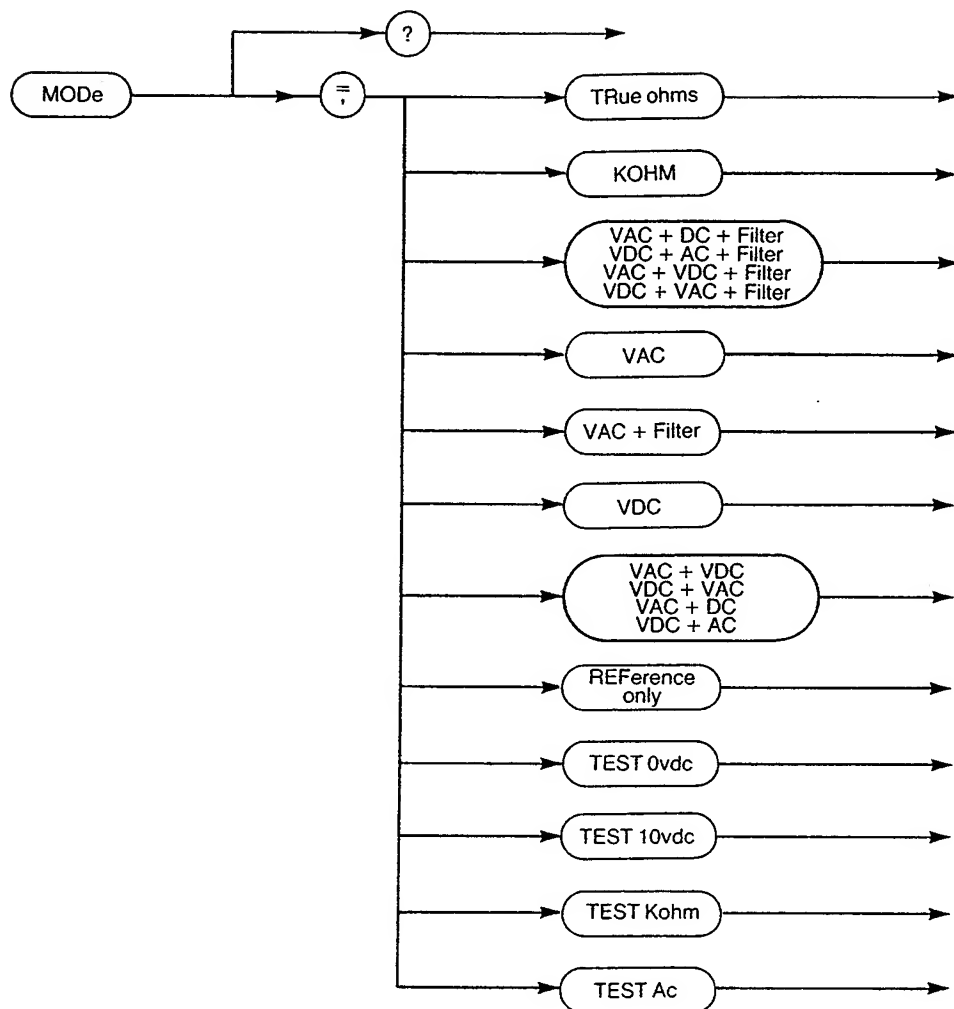 ?
MODe
=
,
TRue ohms
KOHM
VAC + DC + Filter
VDC + AC + Filter
VAC + VDC + Filter
VDC + VAC + Filter
VAC
VAC + Filter
VDC
VAC + VDC
VDC + VAC
VAC + DC
VDC + AC
REFerence
only
TEST 0vdc
TEST 10vdc
TEST Kohm
TEST Ac